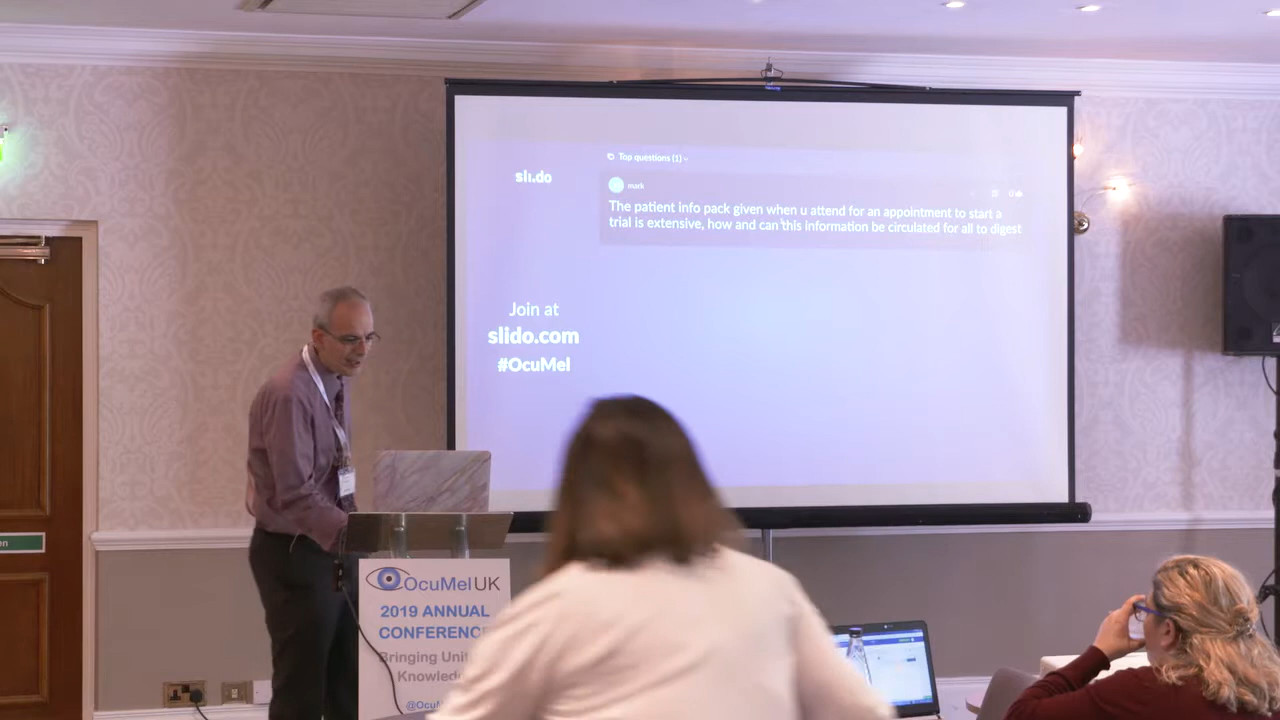 sli.do
Top questions (1)
mark
The patient info pack given when u attend for an appointment to start a
trial is extensive, how and can this information be circulated for all to digest
Join at
slido.com
#OcuMel
OcuMel UK
2019 ANNUAL
CONFERENC
Bringing Unit
Knowled
@OcuM
en